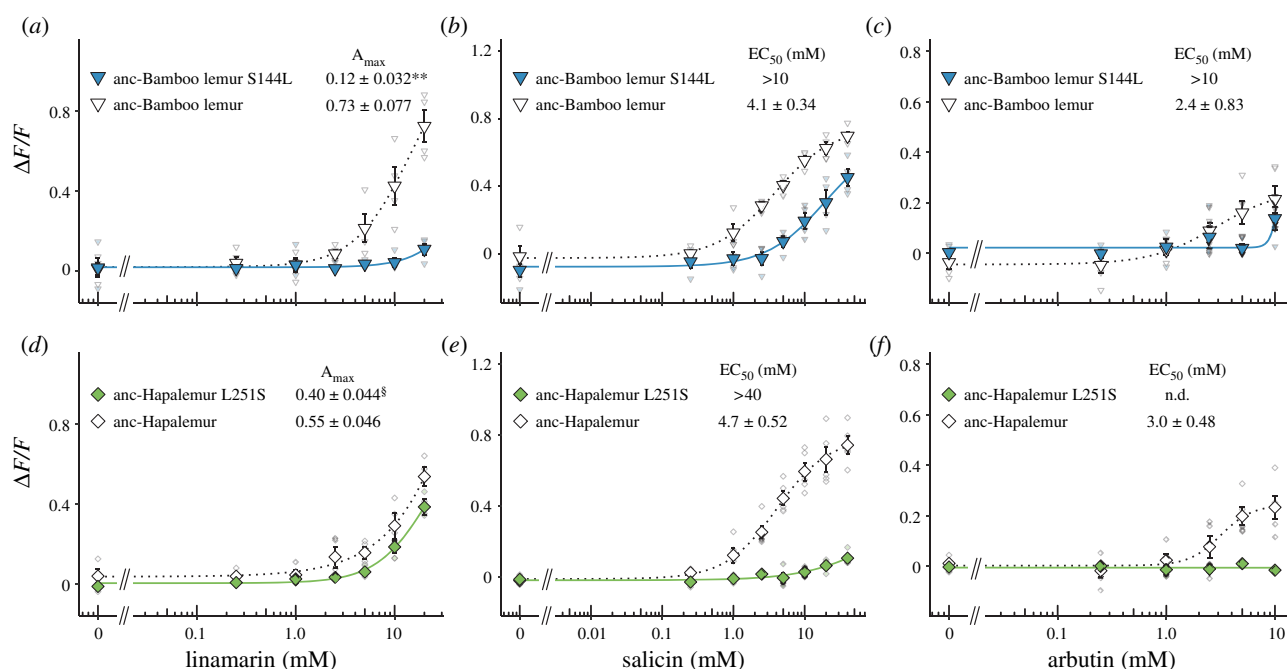 (a)
A_max
anc-Bamboo lemur S144L 0.12 ± 0.032**
anc-Bamboo lemur 0.73 ± 0.077
0.8
0.4
0
ΔF/F
(b)
EC_50 (mM)
1.2
anc-Bamboo lemur S144L >10
anc-Bamboo lemur 4.1 ± 0.34
0.8
0.4
0
(c)
EC_50 (mM)
0.8
anc-Bamboo lemur S144L >10
anc-Bamboo lemur 2.4 ± 0.83
0.6
0.4
0.2
0
(d)
A_max
anc-Hapalemur L251S 0.40 ± 0.044§
anc-Hapalemur 0.55 ± 0.046
0.8
0.4
0
ΔF/F
0 0.1 1.0 10
linamarin (mM)
(e)
EC_50 (mM)
1.2
anc-Hapalemur L251S >40
anc-Hapalemur 4.7 ± 0.52
0.8
0.4
0
0 0.01 0.1 1.0 10
salicin (mM)
(f)
EC_50 (mM)
0.8
anc-Hapalemur L251S n.d.
anc-Hapalemur 3.0 ± 0.48
0.6
0.4
0.2
0
0 0.1 1.0 10
arbutin (mM)